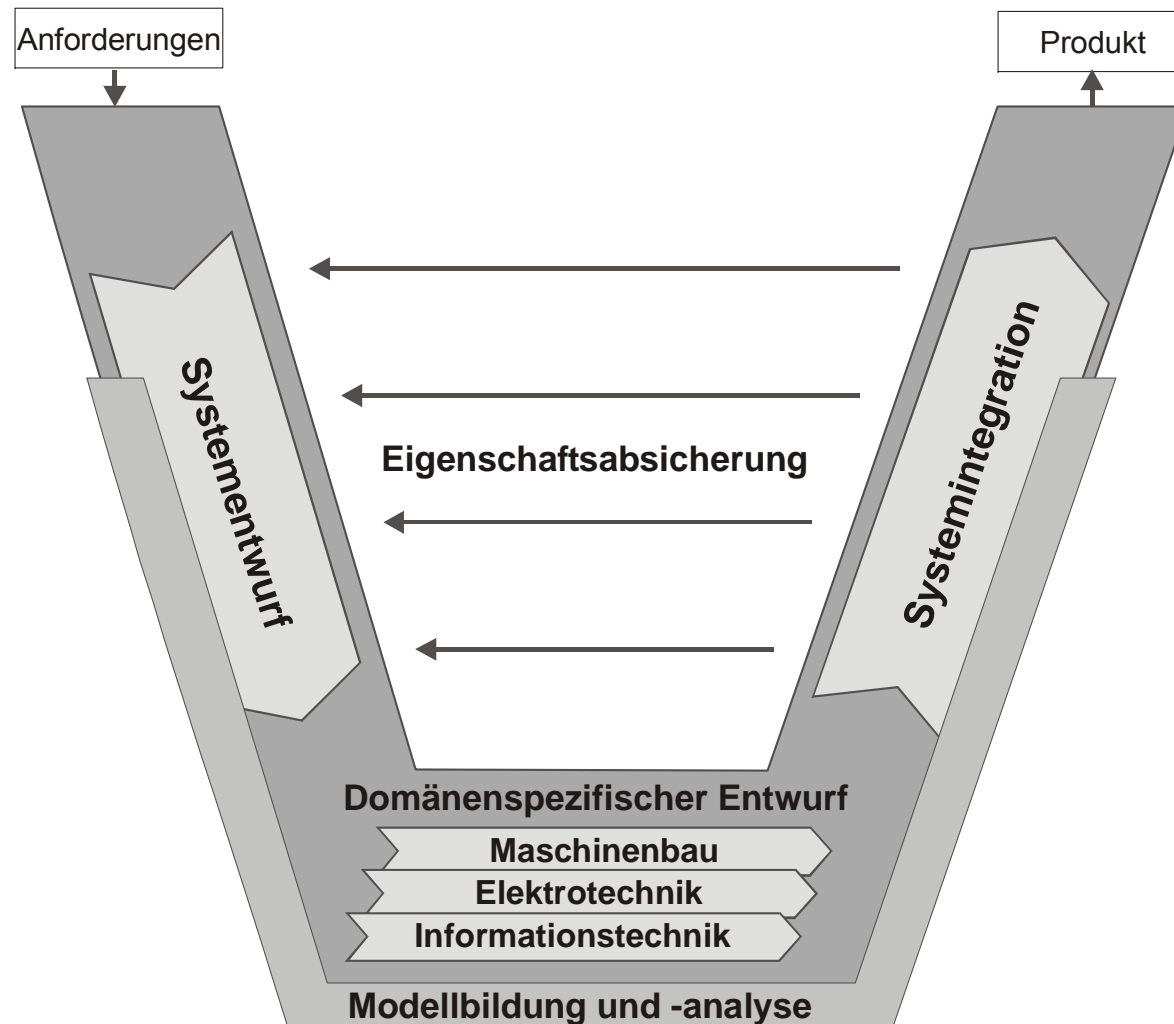 Anforderungen
Produkt
Systementwurf
Eigenschaftsabsicherung
Systemintegration
Domänenspezifischer Entwurf
Maschinenbau
Elektrotechnik
Informationstechnik
Modellbildung und -analyse